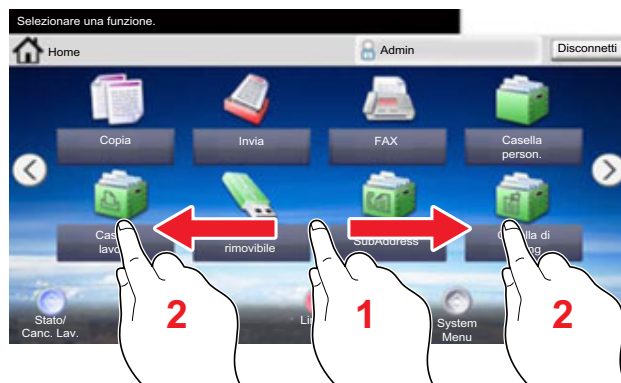 Selezionare una funzione.
Home
Admin
Disconnetti
Copia
Invia
FAX
Casella
person.
rimovibile
SubAddress
di
Stato/
Canc. Lav.
System
Menu
2
1
2